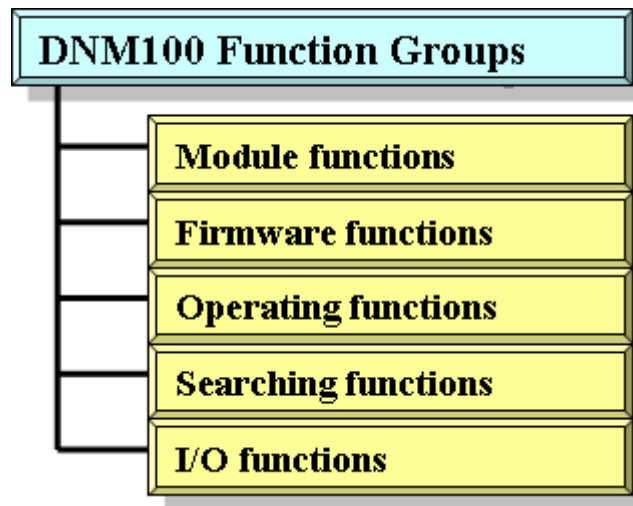 DNM100 Function Groups
Module functions
Firmware functions
Operating functions
Searching functions
I/O functions